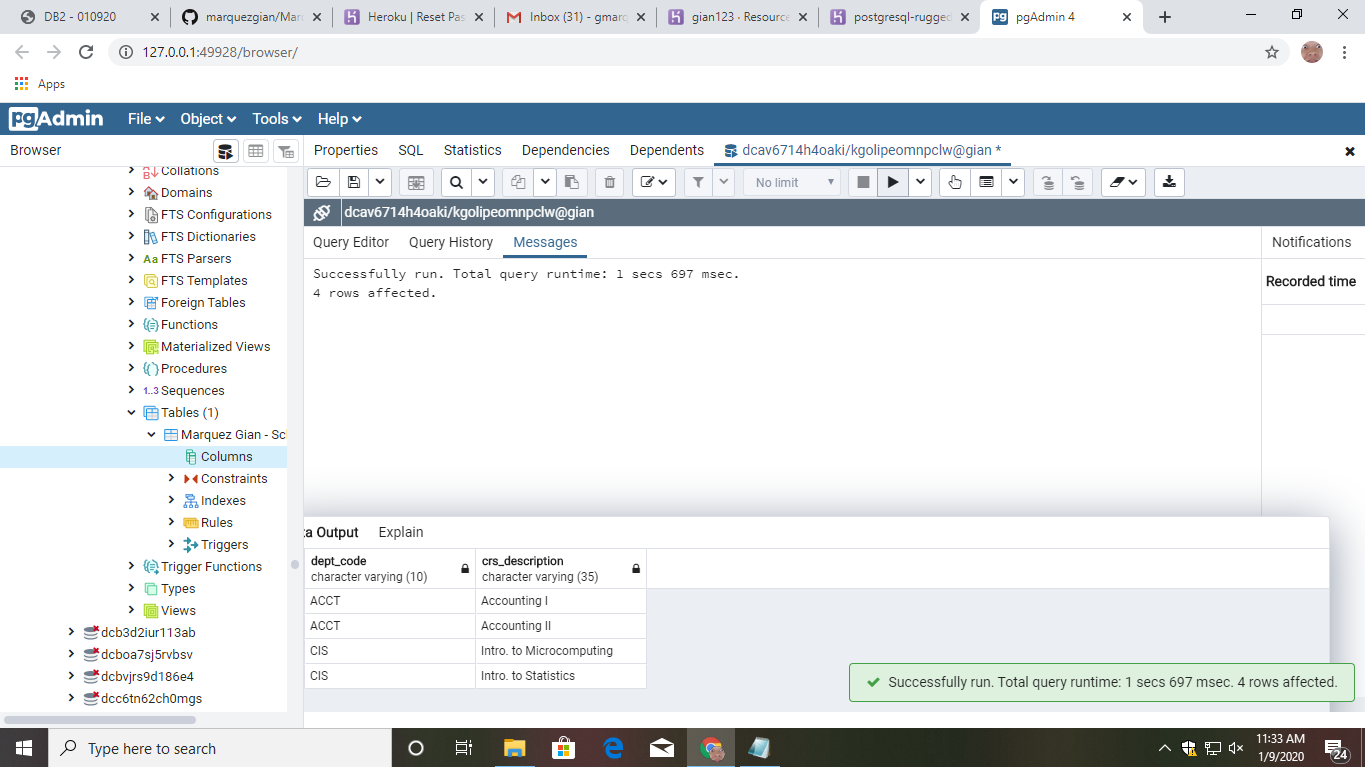 DB2 - 010920
marquezgian/Mar
Heroku | Reset Pas
Inbox (31) - gmarq
gian123 · Resource
postgresql-rugged
pgAdmin 4
127.0.0.1:49928/browser/
Apps
pgAdmin File Object Tools Help
Browser
Properties SQL Statistics Dependencies Dependents dcav6714h4oaki/kgolipeomnpclw@gian *
Collations
Domains
FTS Configurations
FTS Dictionaries
Aa FTS Parsers
FTS Templates
Foreign Tables
Functions
Materialized Views
Procedures
1..3 Sequences
Tables (1)
Marquez Gian - Sc
Columns
Constraints
Indexes
Rules
Triggers
Trigger Functions
Types
Views
dcb3d2iur113ab
dcboa7sj5rvbsv
dcbvjrs9d186e4
dcc6tn62ch0mgs
No limit
dcav6714h4oaki/kgolipeomnpclw@gian
Query Editor Query History Messages
Notifications
Successfully run. Total query runtime: 1 secs 697 msec.
4 rows affected.
Recorded time
ta Output Explain
dept_code crs_description
character varying (10) character varying (35)
ACCT Accounting I
ACCT Accounting II
CIS Intro. to Microcomputing
CIS Intro. to Statistics
Successfully run. Total query runtime: 1 secs 697 msec. 4 rows affected.
Type here to search
11:33 AM
1/9/2020
24